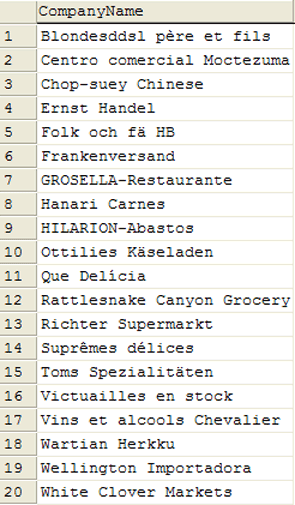 CompanyName
1 Blondesddsl père et fils
2 Centro comercial Moctezuma
3 Chop-suey Chinese
4 Ernst Handel
5 Folk och fä HB
6 Frankenversand
7 GROSELLA-Restaurante
8 Hanari Carnes
9 HILARION-Abastos
10 Ottilies Käseladen
11 Que Delícia
12 Rattlesnake Canyon Grocery
13 Richter Supermarkt
14 Suprêmes délices
15 Toms Spezialitäten
16 Victuailles en stock
17 Vins et alcools Chevalier
18 Wartian Herkku
19 Wellington Importadora
20 White Clover Markets